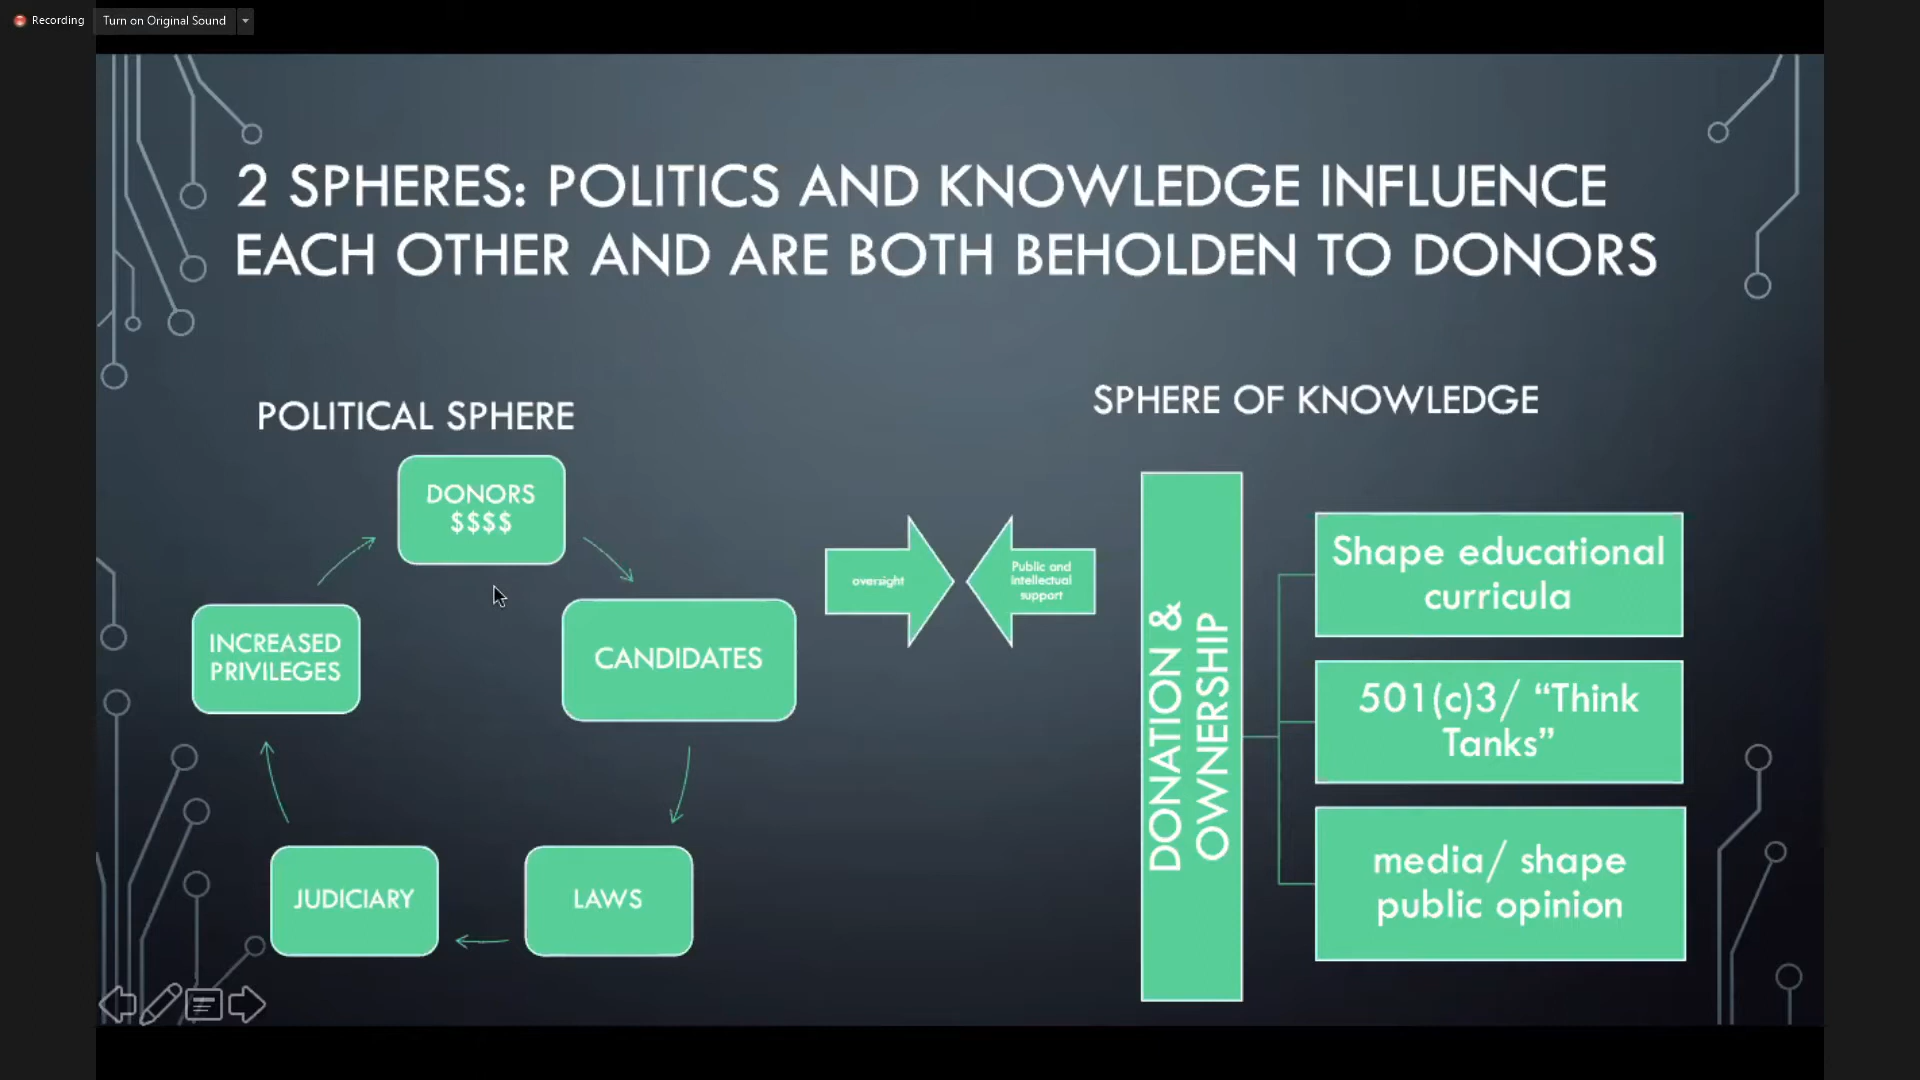 Recording
Turn on Original Sound
2 SPHERES: POLITICS AND KNOWLEDGE INFLUENCE
EACH OTHER AND ARE BOTH BEHOLDEN TO DONORS
POLITICAL SPHERE
DONORS
$$$$
CANDIDATES
LAWS
JUDICIARY
INCREASED
PRIVILEGES
oversight
Public and
intellectual
support
SPHERE OF KNOWLEDGE
DONATION &
OWNERSHIP
Shape educational
curricula
501(c)3/ “Think
Tanks”
media/ shape
public opinion